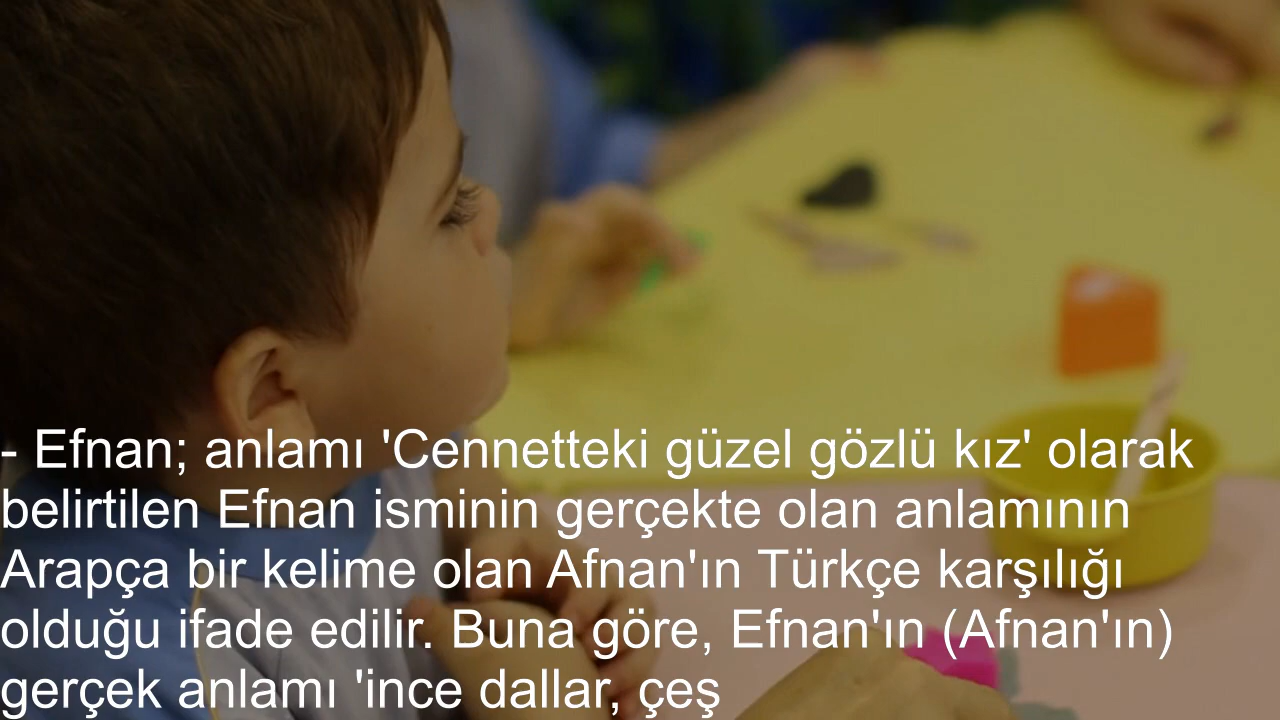 - Efnan; anlamı 'Cennetteki güzel gözlü kız' olarak
belirtilen Efnan isminin gerçekte olan anlamının
Arapça bir kelime olan Afnan'ın Türkçe karşılığı
olduğu ifade edilir. Buna göre, Efnan'ın (Afnan'ın)
gerçek anlamı 'ince dallar, çeş